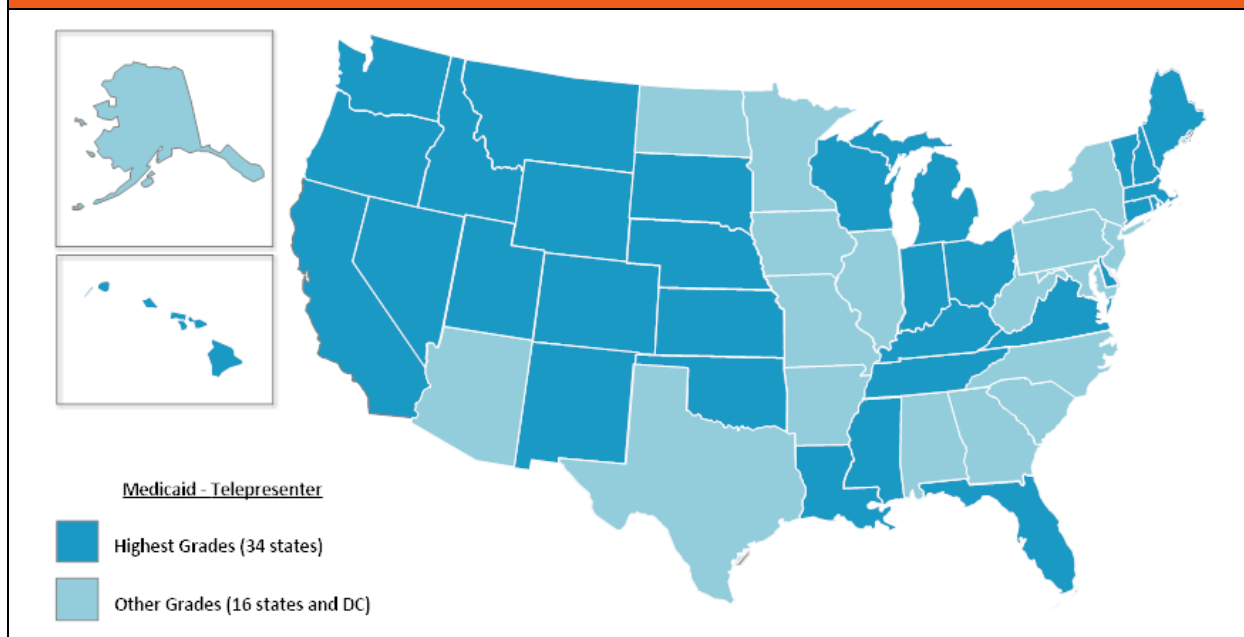 Medicaid - Telepresenter
Highest Grades (34 states)
Other Grades (16 states and DC)